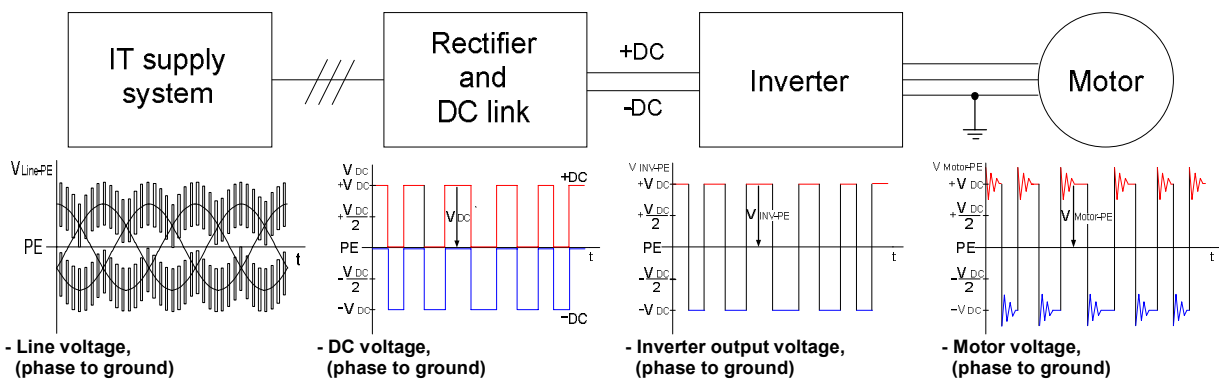 IT supply
system
Rectifier
and
DC link
+DC
-DC
Inverter
Motor
V Line-PE
PE
t
- Line voltage,
(phase to ground)
V DC
+V DC
+V DC
2
PE
-V DC
2
-V DC
V DC
+DC
t
-DC
- DC voltage,
(phase to ground)
V INV-PE
+V DC
+V DC
2
PE
-V DC
2
-V DC
V INV-PE
t
- Inverter output voltage,
(phase to ground)
V Motor-PE
+V DC
+V DC
2
PE
-V DC
2
-V DC
V Motor-PE
t
- Motor voltage,
(phase to ground)